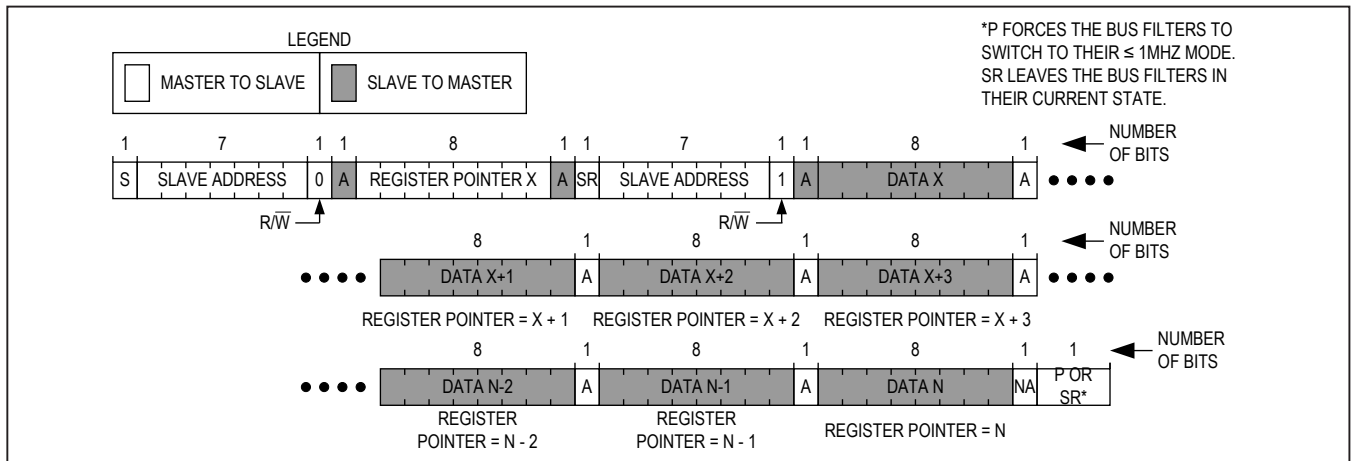 LEGEND
MASTER TO SLAVE SLAVE TO MASTER
*P FORCES THE BUS FILTERS TO
SWITCH TO THEIR ≤ 1MHZ MODE.
SR LEAVES THE BUS FILTERS IN
THEIR CURRENT STATE.
1 7 1 1 8 1 1 7 1 1 8 1
NUMBER
OF BITS
S SLAVE ADDRESS 0 A REGISTER POINTER X A SR SLAVE ADDRESS 1 A DATA X A
R/W̅ R/W̅
8 1 8 1 8 1
NUMBER
OF BITS
DATA X+1 A DATA X+2 A DATA X+3 A
REGISTER POINTER = X + 1 REGISTER POINTER = X + 2 REGISTER POINTER = X + 3
8 1 8 1 8 1 1
NUMBER
OF BITS
DATA N-2 A DATA N-1 A DATA N NA P OR
SR*
REGISTER
POINTER = N - 2
REGISTER
POINTER = N - 1
REGISTER POINTER = N